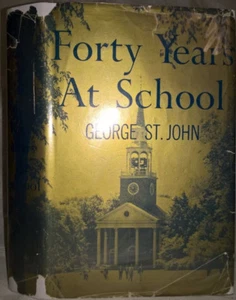 Forty Years
At School
GEORGE ST. JOHN